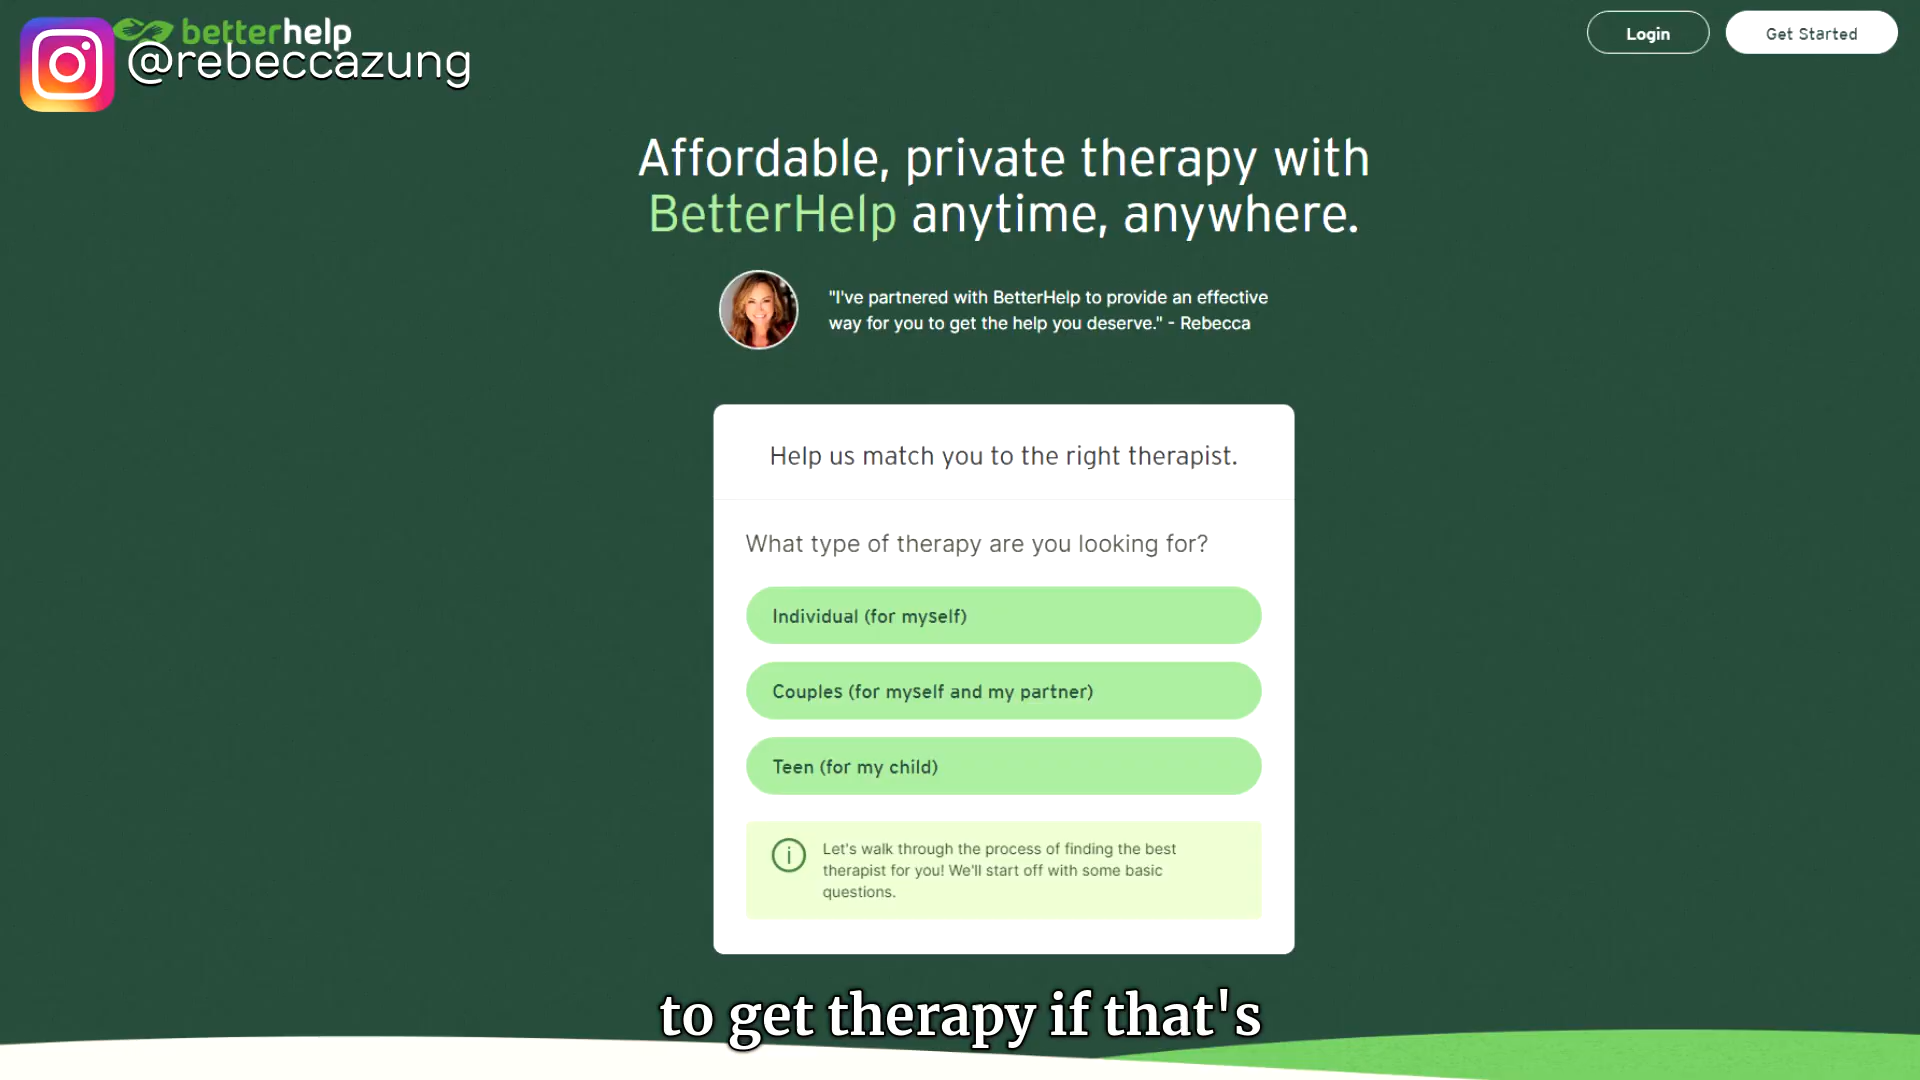 betterhelp
@rebeccazung
Login
Get Started
Affordable, private therapy with
BetterHelp anytime, anywhere.
"I've partnered with BetterHelp to provide an effective
way for you to get the help you deserve." - Rebecca
Help us match you to the right therapist.
What type of therapy are you looking for?
Individual (for myself)
Couples (for myself and my partner)
Teen (for my child)
Let's walk through the process of finding the best
therapist for you! We'll start off with some basic
questions.
to get therapy if that's